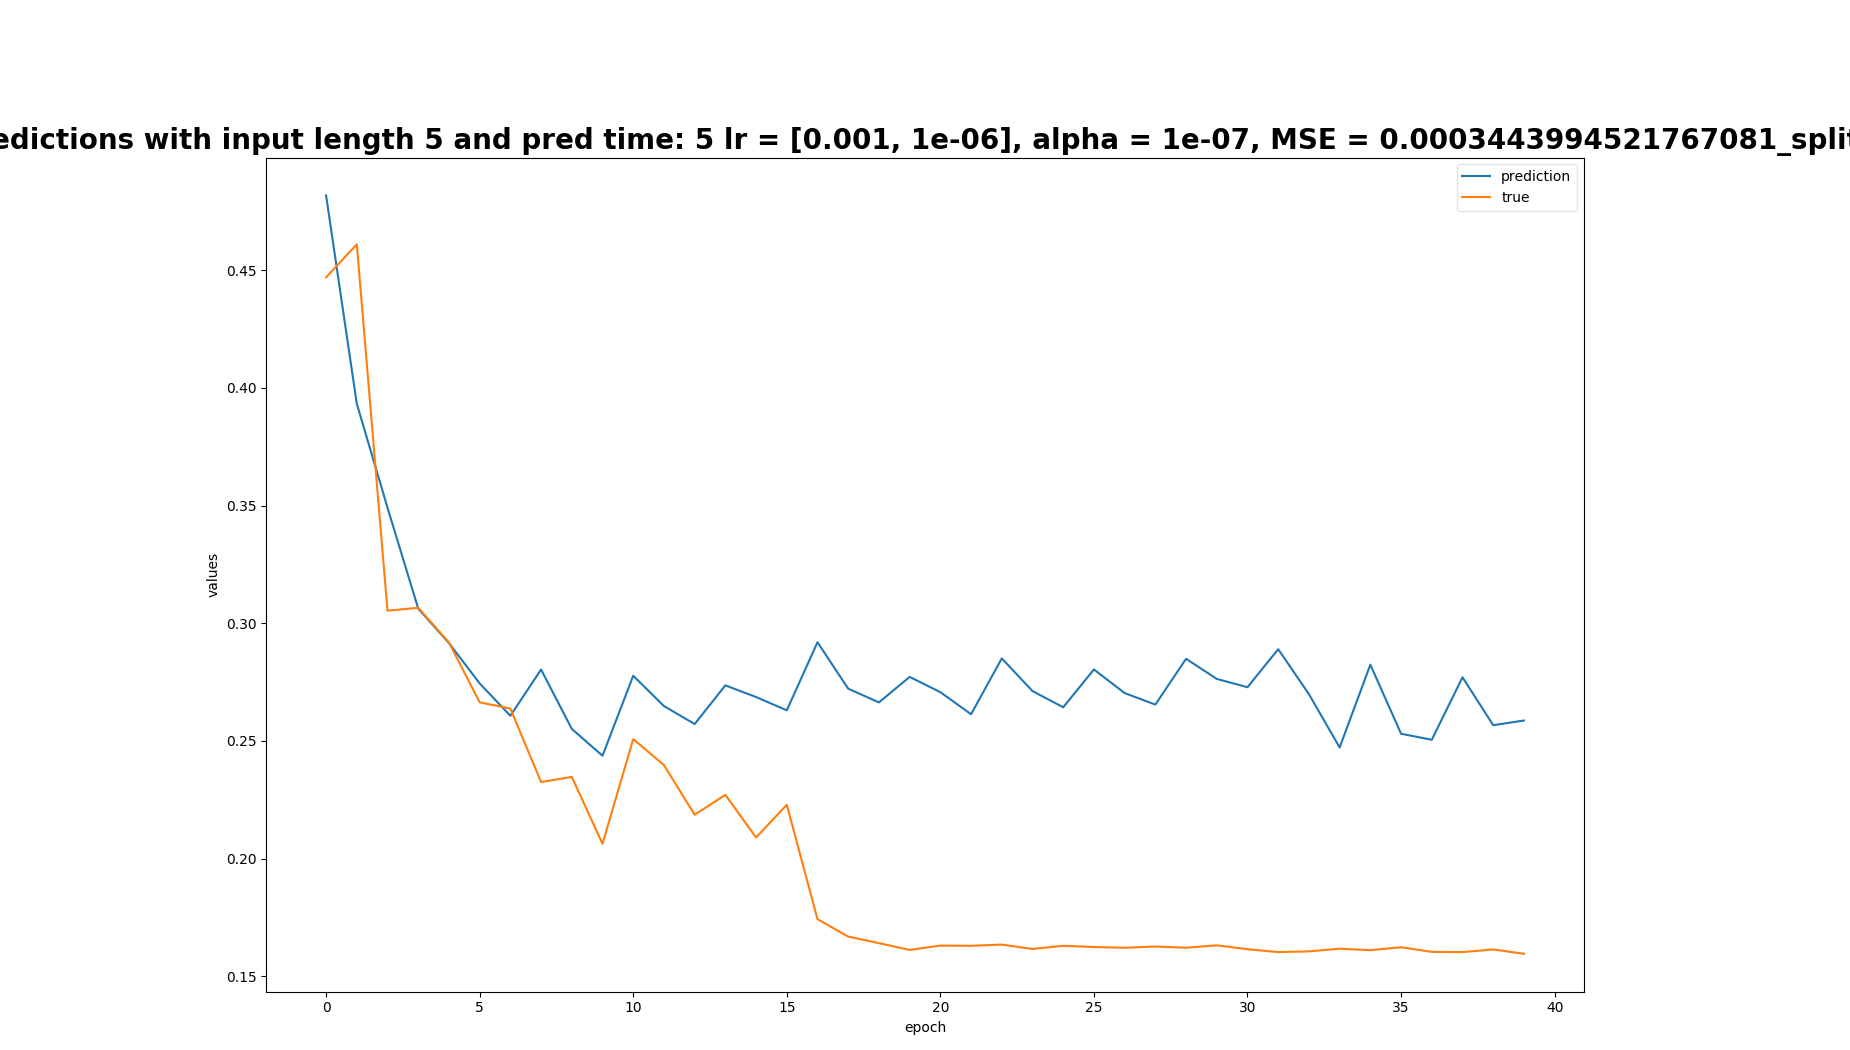 edictions with input length 5 and pred time: 5 lr = [0.001, 1e-06], alpha = 1e-07, MSE = 0.0003443994521767081_split
prediction
true
0.45
0.40
0.35
0.30
0.25
0.20
0.15
values
0 5 10 15 20 25 30 35 40
epoch